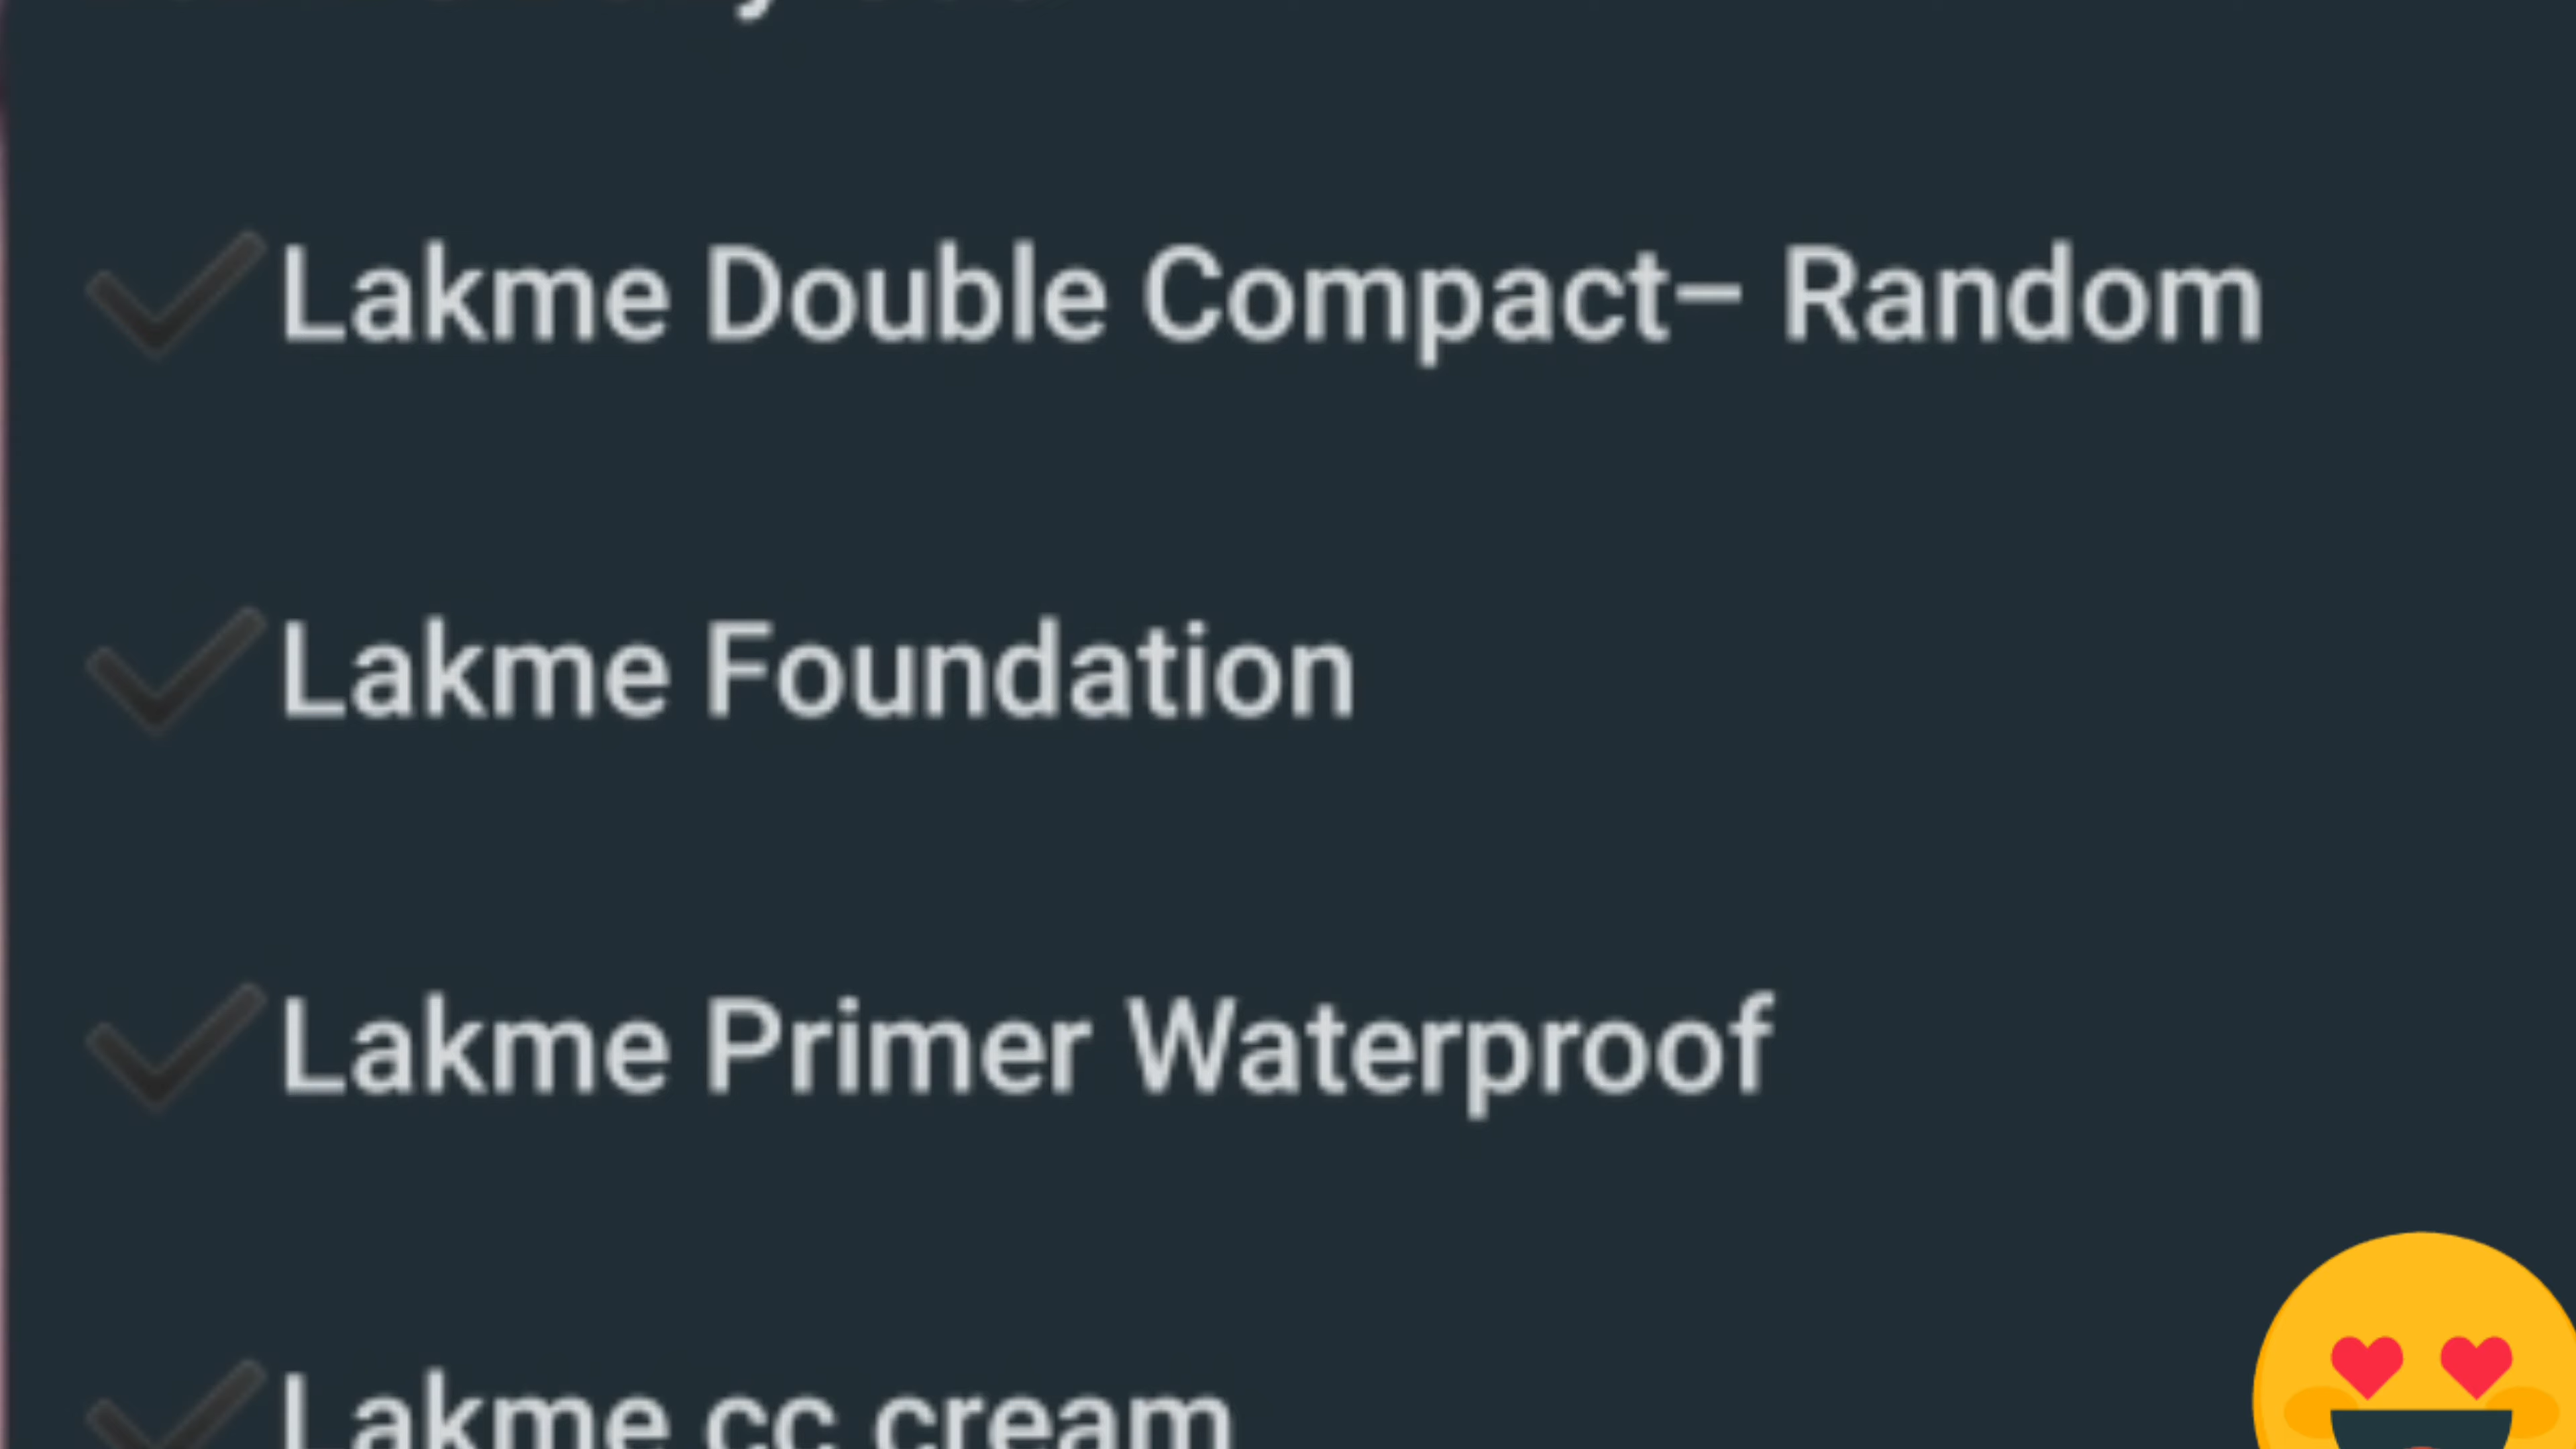 ✔Lakme Double Compact– Random
✔Lakme Foundation
✔Lakme Primer Waterproof
✔Lakme cc cream